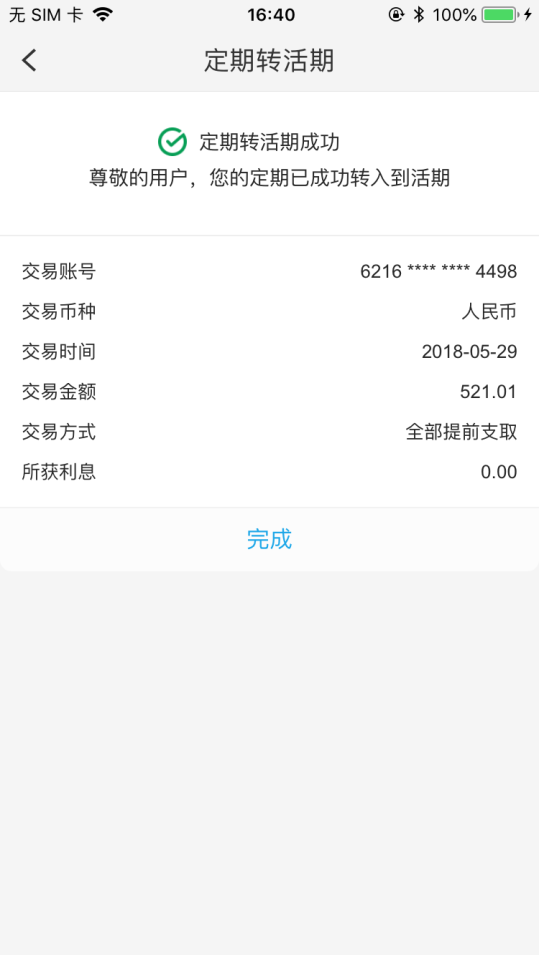 无 SIM 卡 16:40 100%
定期转活期
定期转活期成功
尊敬的用户，您的定期已成功转入到活期
交易账号 6216 **** **** 4498
交易币种 人民币
交易时间 2018-05-29
交易金额 521.01
交易方式 全部提前支取
所获利息 0.00
完成